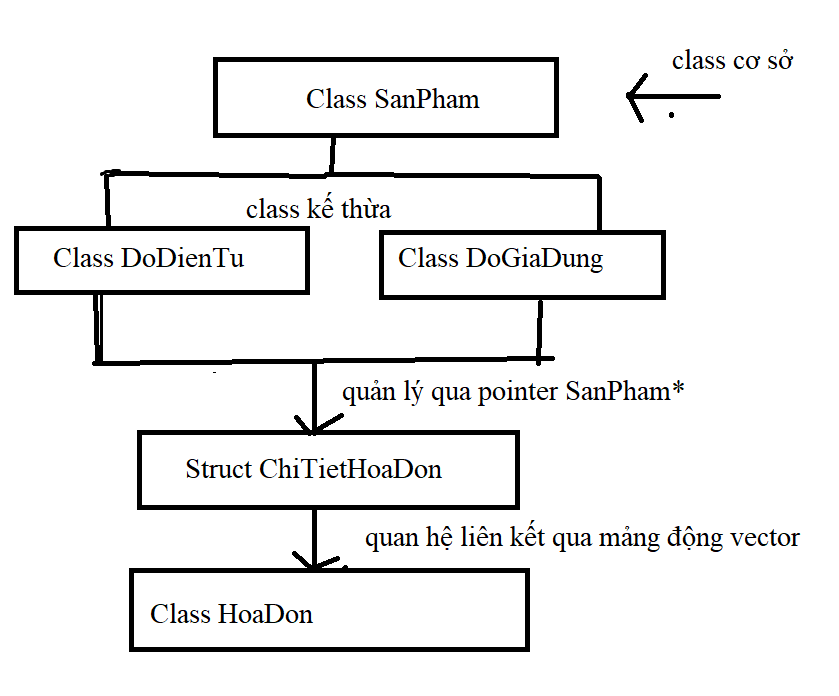 class cơ sở
Class SanPham
class kế thừa
Class DoDienTu
Class DoGiaDung
quản lý qua pointer SanPham*
Struct ChiTietHoaDon
quan hệ liên kết qua mảng động vector
Class HoaDon